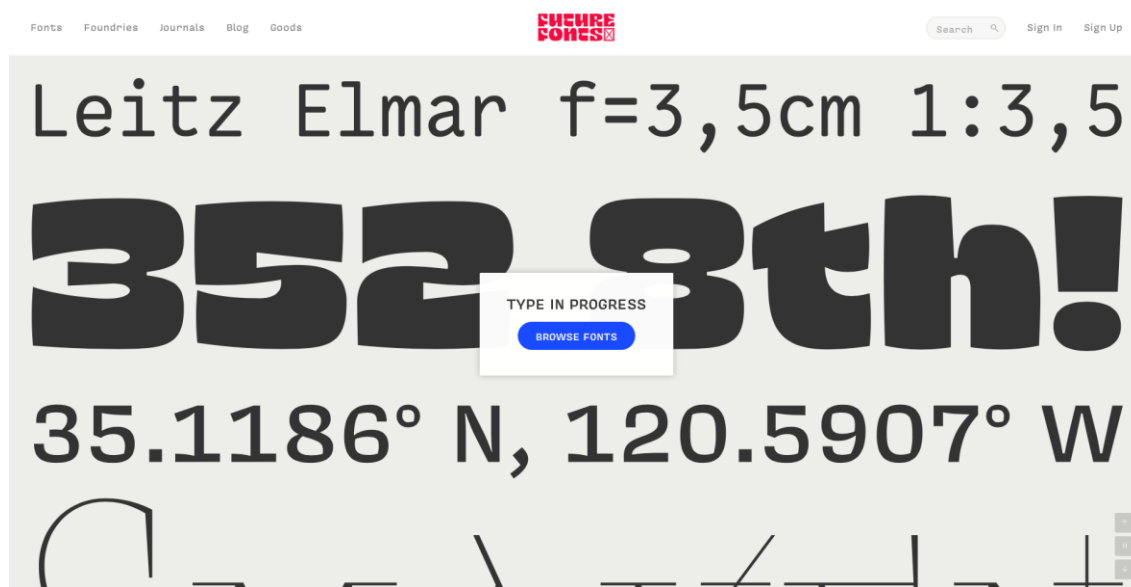 Fonts Foundries Journals Blog Goods
FUTURE
FONTS
Search
Sign In Sign Up
Leitz Elmar f=3,5cm 1:3,5
352 8th!
TYPE IN PROGRESS
BROWSE FONTS
35.1186° N, 120.5907° W